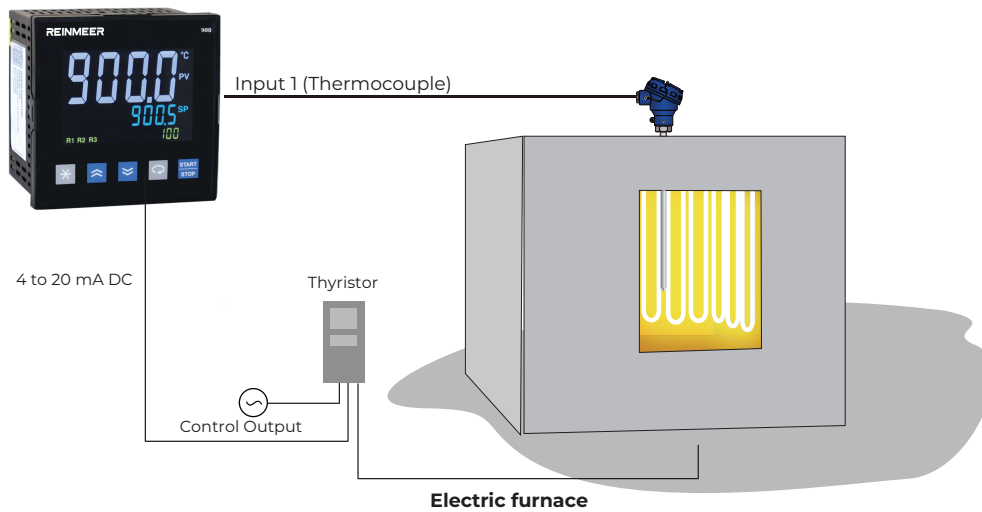 REINMEER
900
900.0
°C
PV
900.5 SP
100
R1 R2 R3
START
STOP
Input 1 (Thermocouple)
4 to 20 mA DC
Thyristor
Control Output
Electric furnace